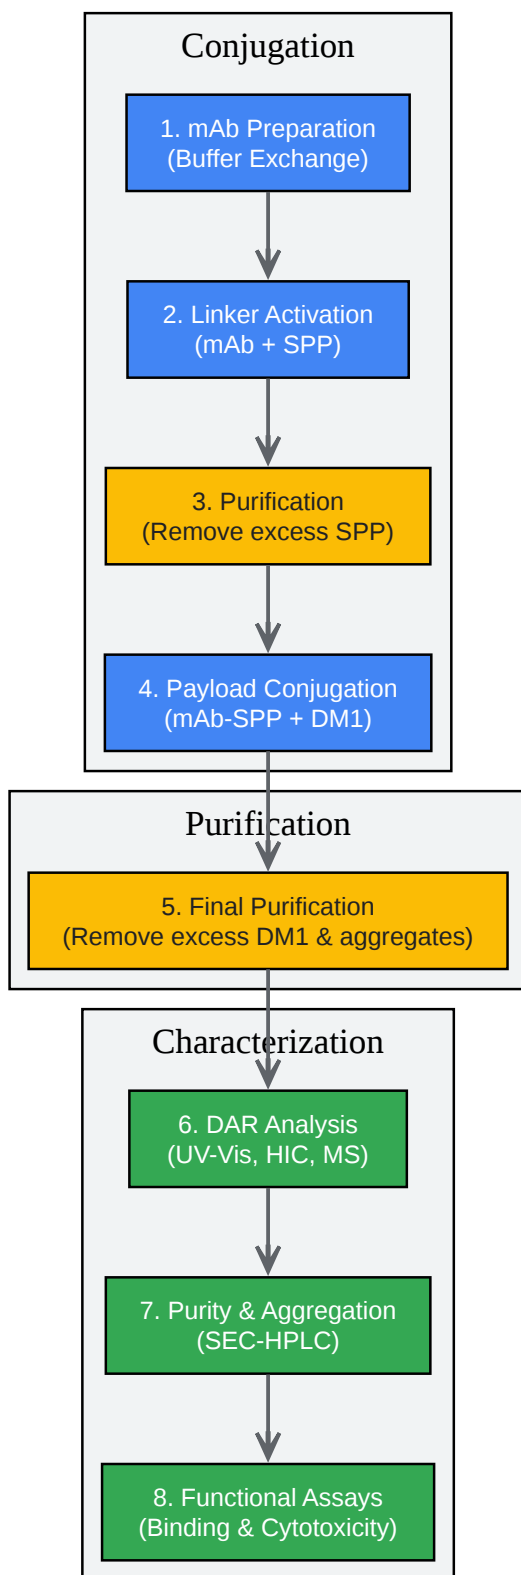 Conjugation
1. mAb Preparation
(Buffer Exchange)
2. Linker Activation
(mAb + SPP)
3. Purification
(Remove excess SPP)
4. Payload Conjugation
(mAb-SPP + DM1)
Purification
5. Final Purification
(Remove excess DM1 & aggregates)
Characterization
6. DAR Analysis
(UV-Vis, HIC, MS)
7. Purity & Aggregation
(SEC-HPLC)
8. Functional Assays
(Binding & Cytotoxicity)